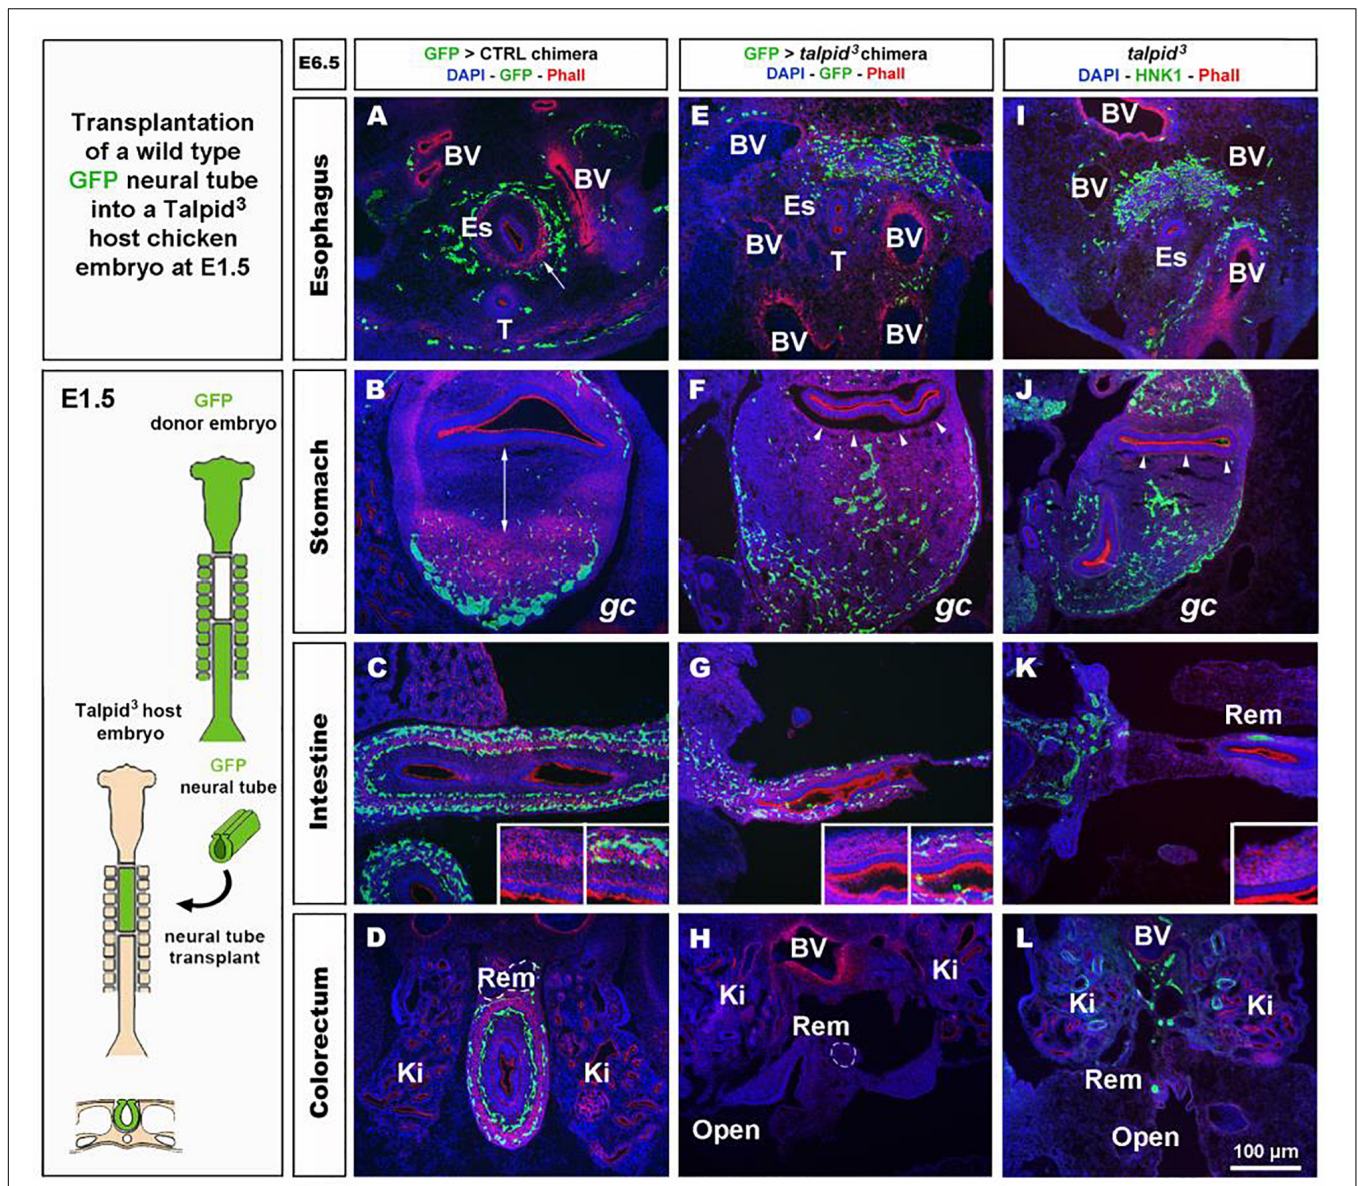 Transplantation
of a wild type
GFP neural tube
into a Talpid³
host chicken
embryo at E1.5
E6.5
GFP > CTRL chimera
DAPI - GFP - Phall
GFP > talpid³ chimera
DAPI - GFP - Phall
talpid³
DAPI - HNK1 - Phall
Esophagus
A
BV
BV
Es
T
E
BV
Es
BV
BV
T
BV
BV
I
BV
BV
BV
Es
BV
E1.5
GFP
donor embryo
Talpid³ host
embryo
GFP
neural tube
neural tube
transplant
Stomach
B
gc
F
gc
J
gc
Intestine
C
G
K
Rem
Colorectum
D
Rem
Ki
Ki
H
BV
Ki
Ki
Rem
Open
L
BV
Ki
Ki
Rem
Open
100 µm